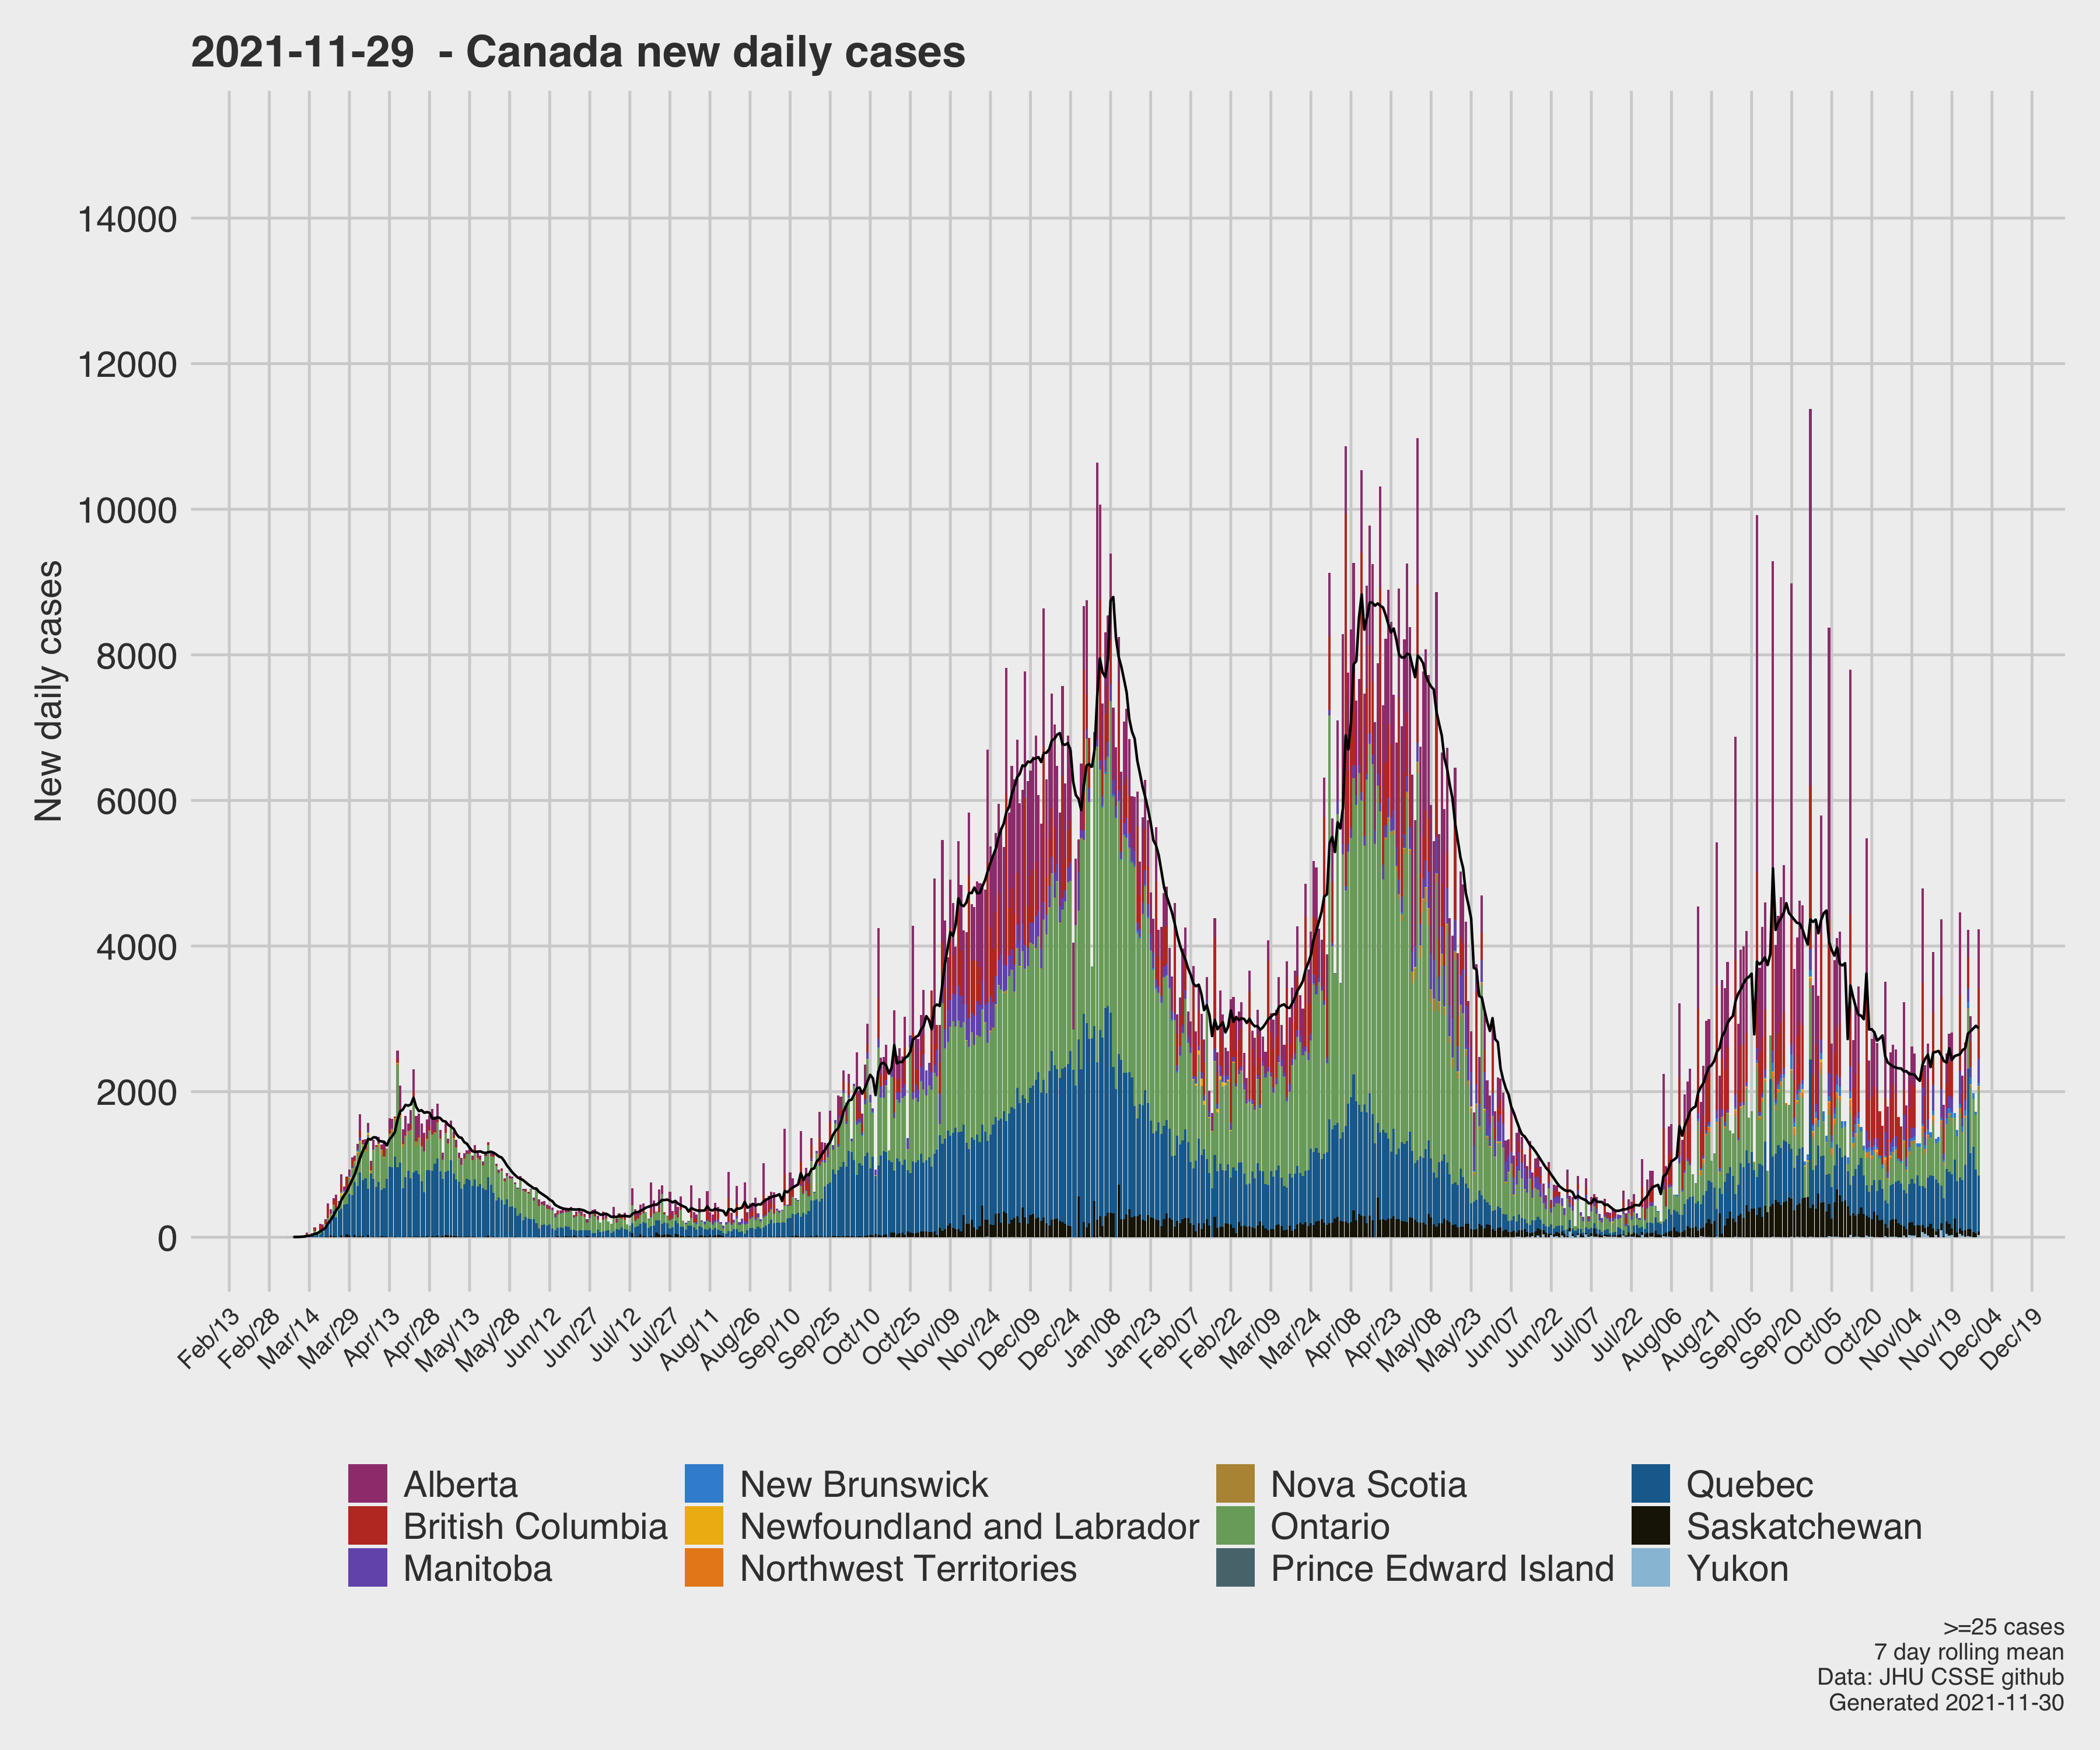 2021-11-29 - Canada new daily cases
New daily cases
14000
12000
10000
8000
6000
4000
2000
0
Feb/13
Feb/28
Mar/14
Mar/29
Apr/13
Apr/28
May/13
May/28
Jun/12
Jun/27
Jul/12
Jul/27
Aug/11
Aug/26
Sep/10
Sep/25
Oct/10
Oct/25
Nov/09
Nov/24
Dec/09
Dec/24
Jan/08
Jan/23
Feb/07
Feb/22
Mar/09
Mar/24
Apr/08
Apr/23
May/08
May/23
Jun/07
Jun/22
Jul/07
Jul/22
Aug/06
Aug/21
Sep/05
Sep/20
Oct/05
Oct/20
Nov/04
Nov/19
Dec/04
Dec/19
Alberta
British Columbia
Manitoba
New Brunswick
Newfoundland and Labrador
Northwest Territories
Nova Scotia
Ontario
Prince Edward Island
Quebec
Saskatchewan
Yukon
>=25 cases
7 day rolling mean
Data: JHU CSSE github
Generated 2021-11-30